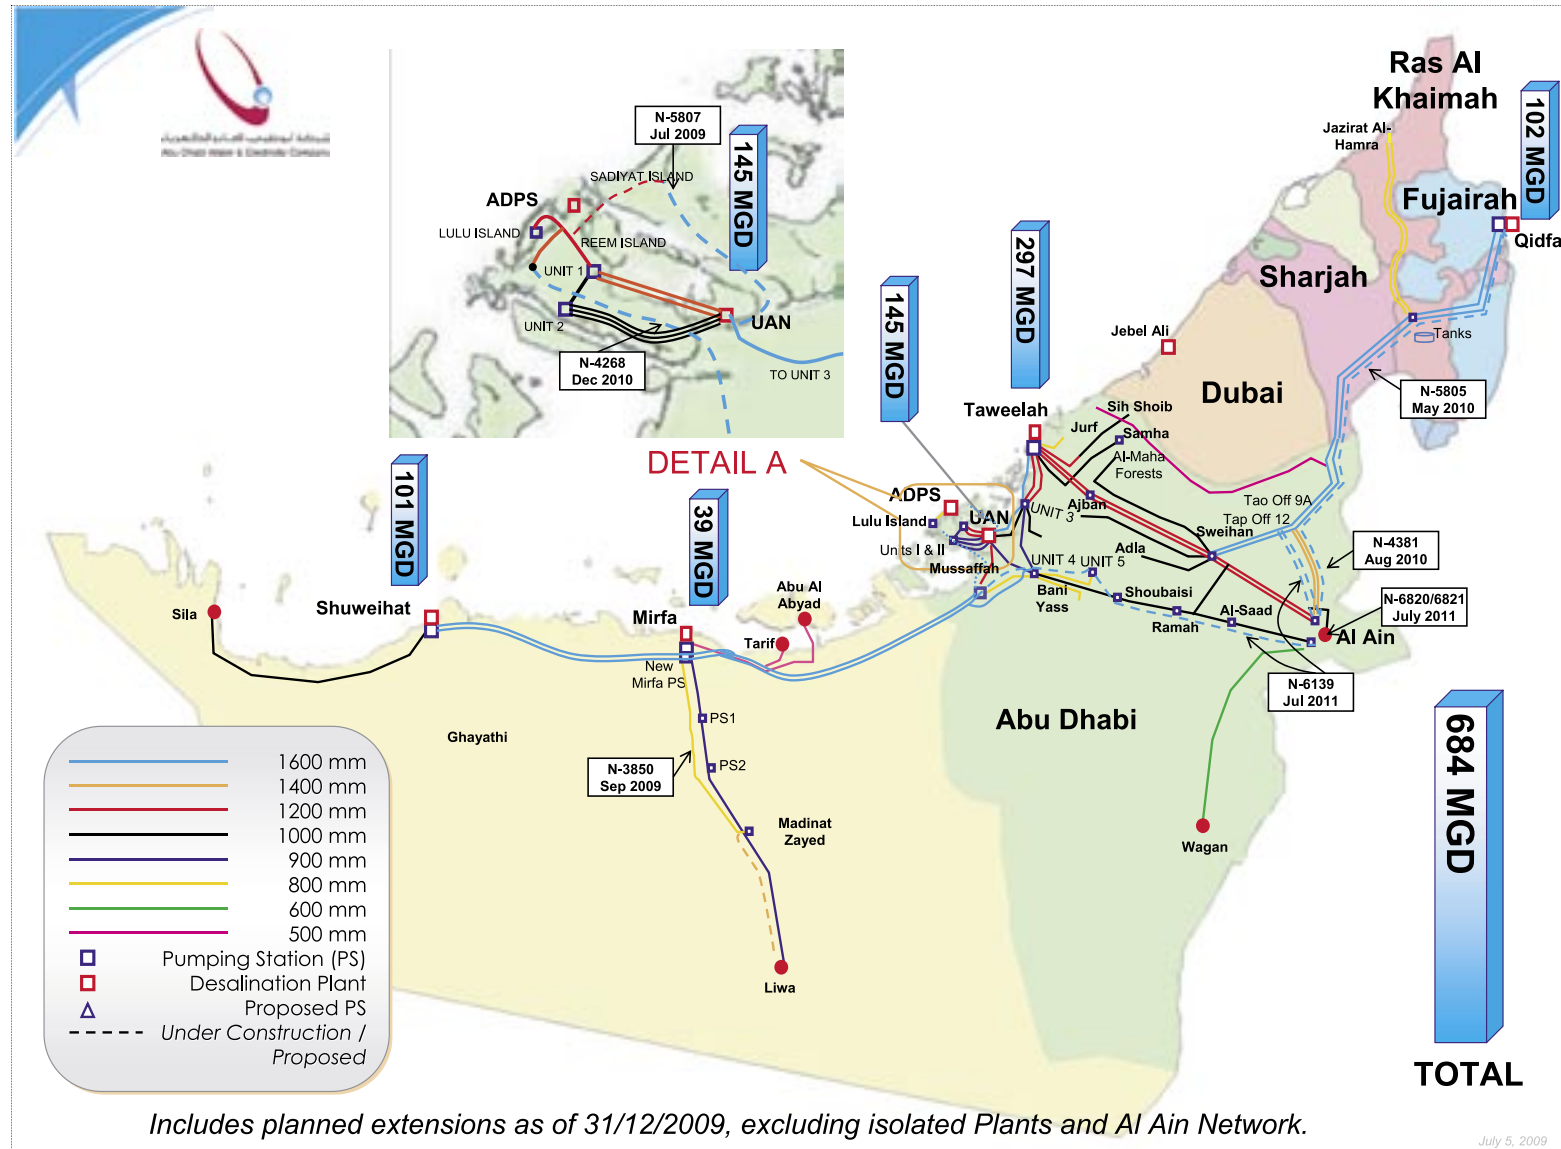 Abu Dhabi Water & Electricity Company
N-5807
Jul 2009
145 MGD
SADIYAT ISLAND
ADPS
LULU ISLAND
REEM ISLAND
UNIT 1
UNIT 2
UAN
N-4268
Dec 2010
TO UNIT 3
Ras Al
Khaimah
102 MGD
Jazirat Al-
Hamra
Fujairah
Qidfa
Sharjah
Tanks
Jebel Ali
Dubai
N-5805
May 2010
297 MGD
145 MGD
Taweelah
Sih Shoib
Jurf
Samha
Al-Maha
Forests
DETAIL A
ADPS
Lulu Island
UAN
UNIT 3
Ajban
Tao Off 9A
Tap Off 12
Sweihan
Units I & II
Mussaffah
UNIT 4
UNIT 5
Adla
N-4381
Aug 2010
101 MGD
39 MGD
Sila
Shuweihat
Mirfa
Abu Al
Abyad
Tarif
Bani
Yass
Shoubaisi
Ramah
Al-Saad
N-6820/6821
July 2011
Al Ain
New
Mirfa PS
N-6139
Jul 2011
PS1
PS2
Ghayathi
N-3850
Sep 2009
Abu Dhabi
Madinat
Zayed
Wagan
Liwa
684 MGD
TOTAL
1600 mm
1400 mm
1200 mm
1000 mm
900 mm
800 mm
600 mm
500 mm
Pumping Station (PS)
Desalination Plant
Proposed PS
Under Construction /
Proposed
Includes planned extensions as of 31/12/2009, excluding isolated Plants and Al Ain Network.
July 5, 2009